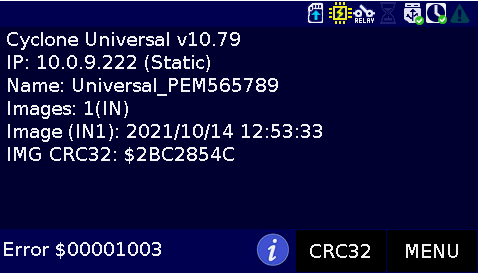 RELAY
Cyclone Universal v10.79
IP: 10.0.9.222 (Static)
Name: Universal_PEM565789
Images: 1(IN)
Image (IN1): 2021/10/14 12:53:33
IMG CRC32: $2BC2854C
Error $00001003
i
CRC32
MENU